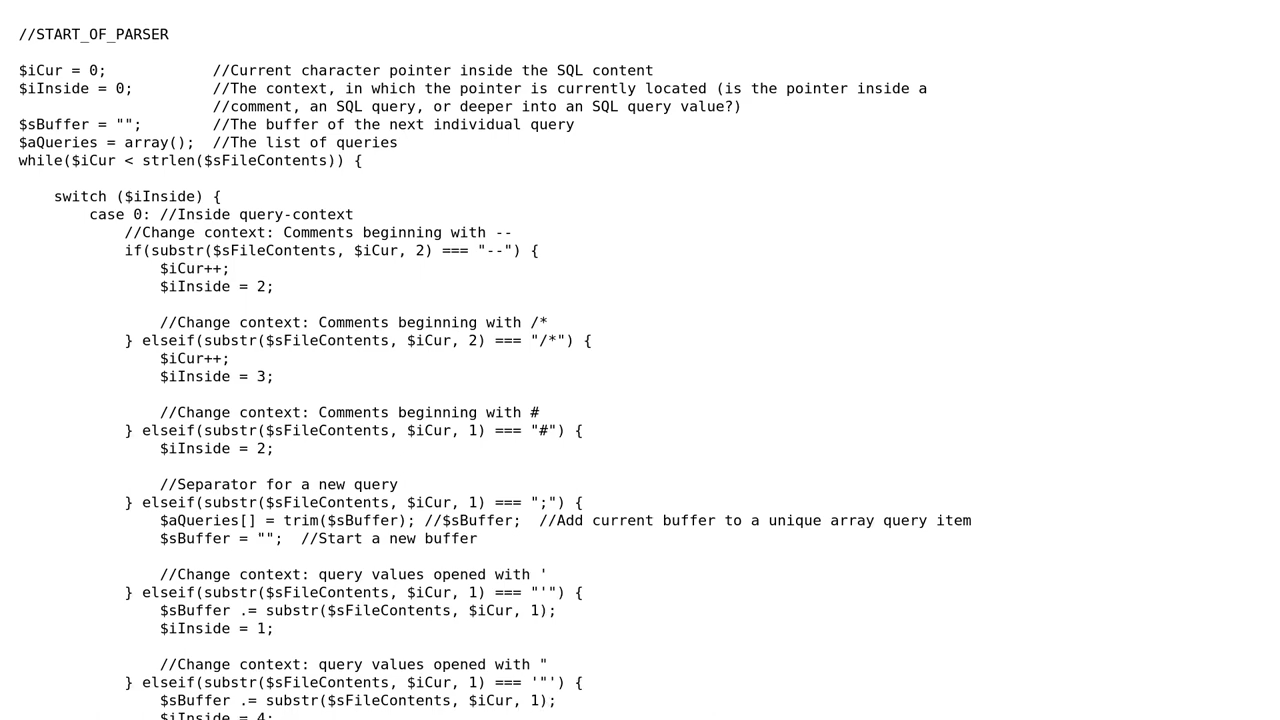 //START_OF_PARSER
$iCur = 0;            //Current character pointer inside the SQL content
$iInside = 0;         //The context, in which the pointer is currently located (is the pointer inside a
                      //comment, an SQL query, or deeper into an SQL query value?)
$sBuffer = "";        //The buffer of the next individual query
$aQueries = array();  //The list of queries
while($iCur < strlen($sFileContents)) {
    switch ($iInside) {
        case 0: //Inside query-context
            //Change context: Comments beginning with --
            if(substr($sFileContents, $iCur, 2) === "--") {
                $iCur++;
                $iInside = 2;
                //Change context: Comments beginning with /*
            } elseif(substr($sFileContents, $iCur, 2) === "/*") {
                $iCur++;
                $iInside = 3;
                //Change context: Comments beginning with #
            } elseif(substr($sFileContents, $iCur, 1) === "#") {
                $iInside = 2;
                //Separator for a new query
            } elseif(substr($sFileContents, $iCur, 1) === ";") {
                $aQueries[] = trim($sBuffer); //$sBuffer;  //Add current buffer to a unique array query item
                $sBuffer = "";  //Start a new buffer
                //Change context: query values opened with '
            } elseif(substr($sFileContents, $iCur, 1) === "'") {
                $sBuffer .= substr($sFileContents, $iCur, 1);
                $iInside = 1;
                //Change context: query values opened with "
            } elseif(substr($sFileContents, $iCur, 1) === '"') {
                $sBuffer .= substr($sFileContents, $iCur, 1);
                $iInside = 4;